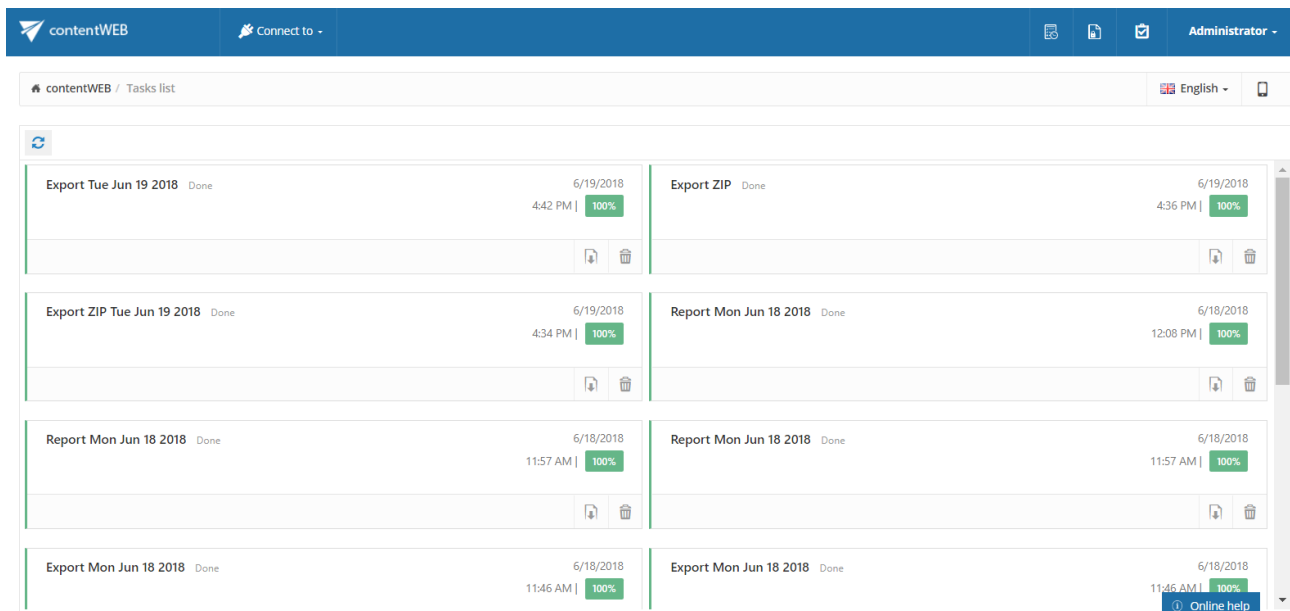 contentWEB Connect to Administrator
contentWEB / Tasks list English
Export Tue Jun 19 2018 Done 6/19/2018
4:42 PM | 100%
Export ZIP Done 6/19/2018
4:36 PM | 100%
Export ZIP Tue Jun 19 2018 Done 6/19/2018
4:34 PM | 100%
Report Mon Jun 18 2018 Done 6/18/2018
12:08 PM | 100%
Report Mon Jun 18 2018 Done 6/18/2018
11:57 AM | 100%
Report Mon Jun 18 2018 Done 6/18/2018
11:57 AM | 100%
Export Mon Jun 18 2018 Done 6/18/2018
11:46 AM | 100%
Export Mon Jun 18 2018 Done 6/18/2018
11:46 AM | 100%
Online help